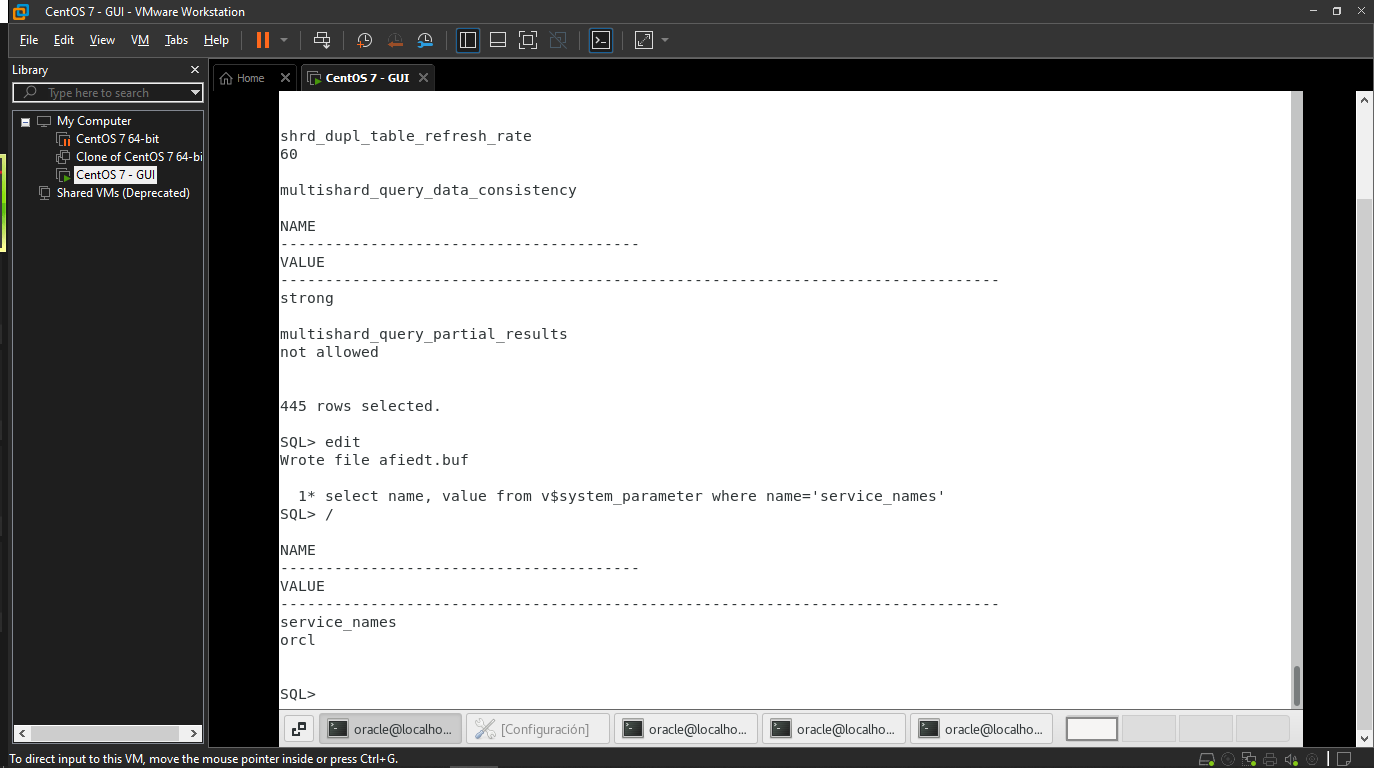 CentOS 7 - GUI - VMware Workstation
File Edit View VM Tabs Help
Library
Type here to search
My Computer
CentOS 7 64-bit
Clone of CentOS 7 64-bi
CentOS 7 - GUI
Shared VMs (Deprecated)
Home
CentOS 7 - GUI
shrd_dupl_table_refresh_rate
60
multishard_query_data_consistency
NAME
----------------------------------------
VALUE
--------------------------------------------------------------------------------
strong
multishard_query_partial_results
not allowed
445 rows selected.
SQL> edit
Wrote file afiedt.buf
1* select name, value from v$system_parameter where name='service_names'
SQL> /
NAME
----------------------------------------
VALUE
--------------------------------------------------------------------------------
service_names
orcl
SQL>
oracle@localho...
[Configuración]
oracle@localho...
oracle@localho...
oracle@localho...
To direct input to this VM, move the mouse pointer inside or press Ctrl+G.